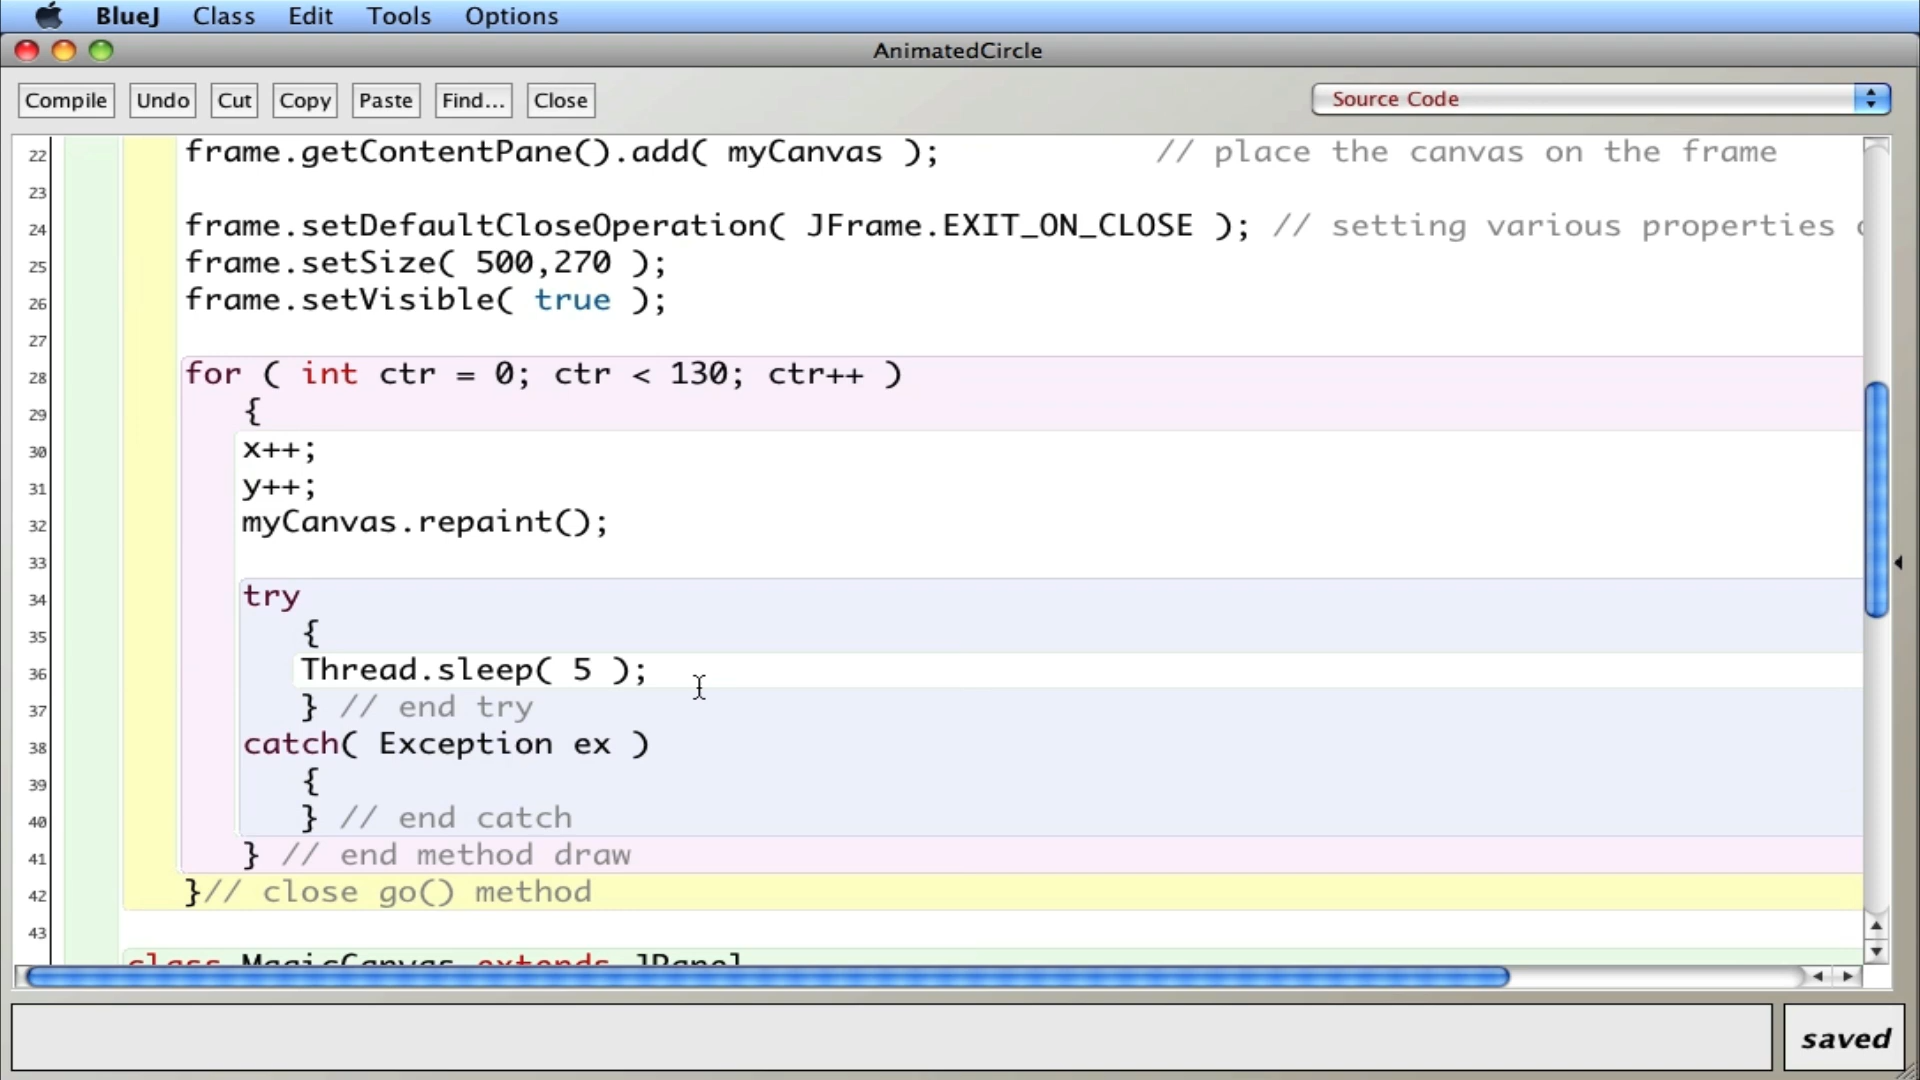 BlueJ Class Edit Tools Options
AnimatedCircle
Compile Undo Cut Copy Paste Find... Close Source Code
22 frame.getContentPane().add( myCanvas ); // place the canvas on the frame
23
24 frame.setDefaultCloseOperation( JFrame.EXIT_ON_CLOSE ); // setting various properties
25 frame.setSize( 500,270 );
26 frame.setVisible( true );
27
28 for ( int ctr = 0; ctr < 130; ctr++ )
29 {
30 x++;
31 y++;
32 myCanvas.repaint();
33
34 try
35 {
36 Thread.sleep( 5 );
37 } // end try
38 catch( Exception ex )
39 {
40 } // end catch
41 } // end method draw
42 }// close go() method
43
class MagicCanvas extends JPanel
saved